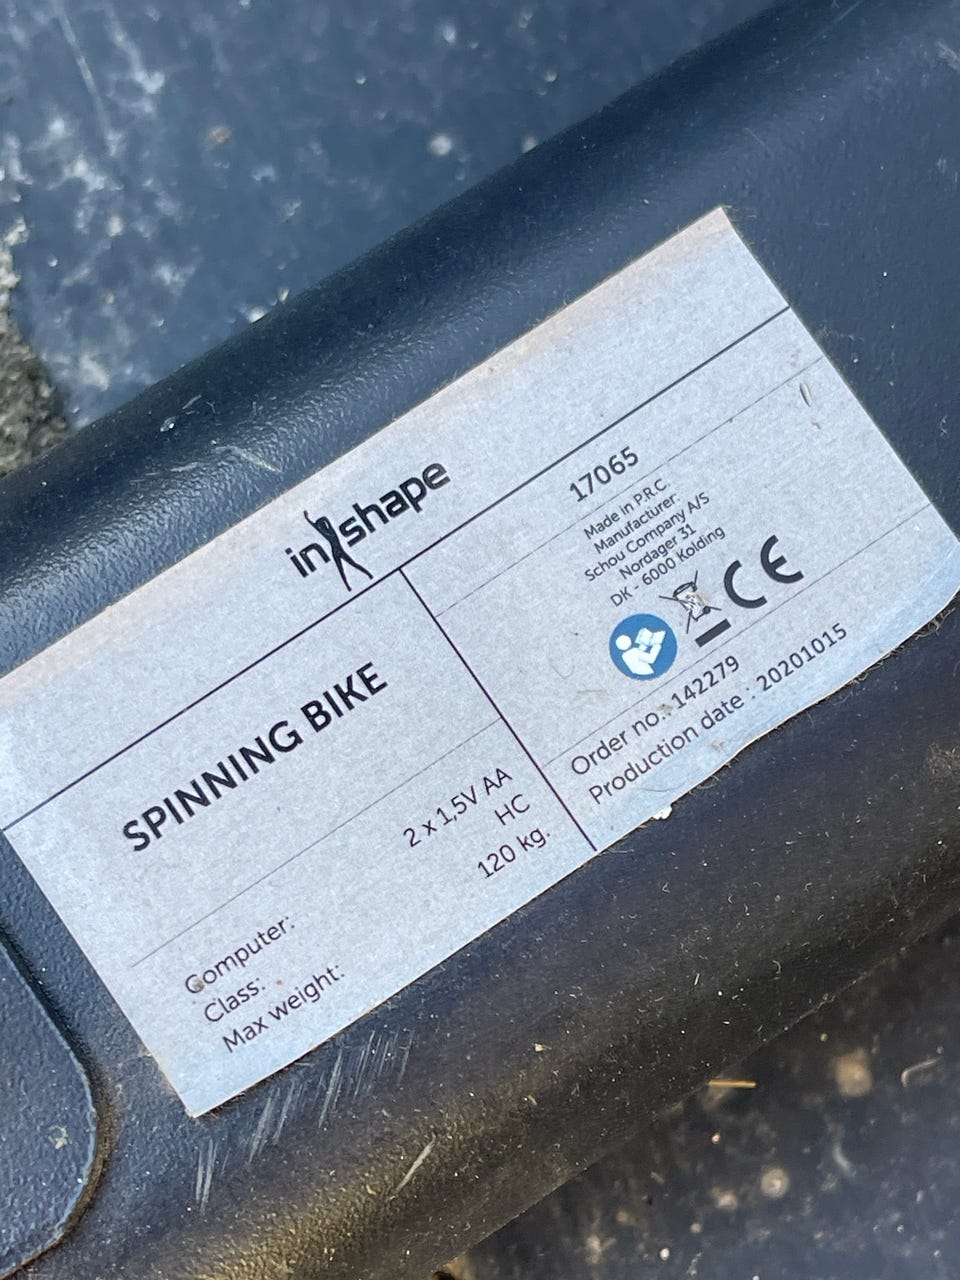 inshape
SPINNING BIKE
Computer: 2 x 1,5V AA
Class: HC
Max weight: 120 kg.
17065
Made in P.R.C.
Manufacturer:
Schou Company A/S
Nordager 31
DK - 6000 Kolding
CE
Order no.: 142279
Production date : 20201015